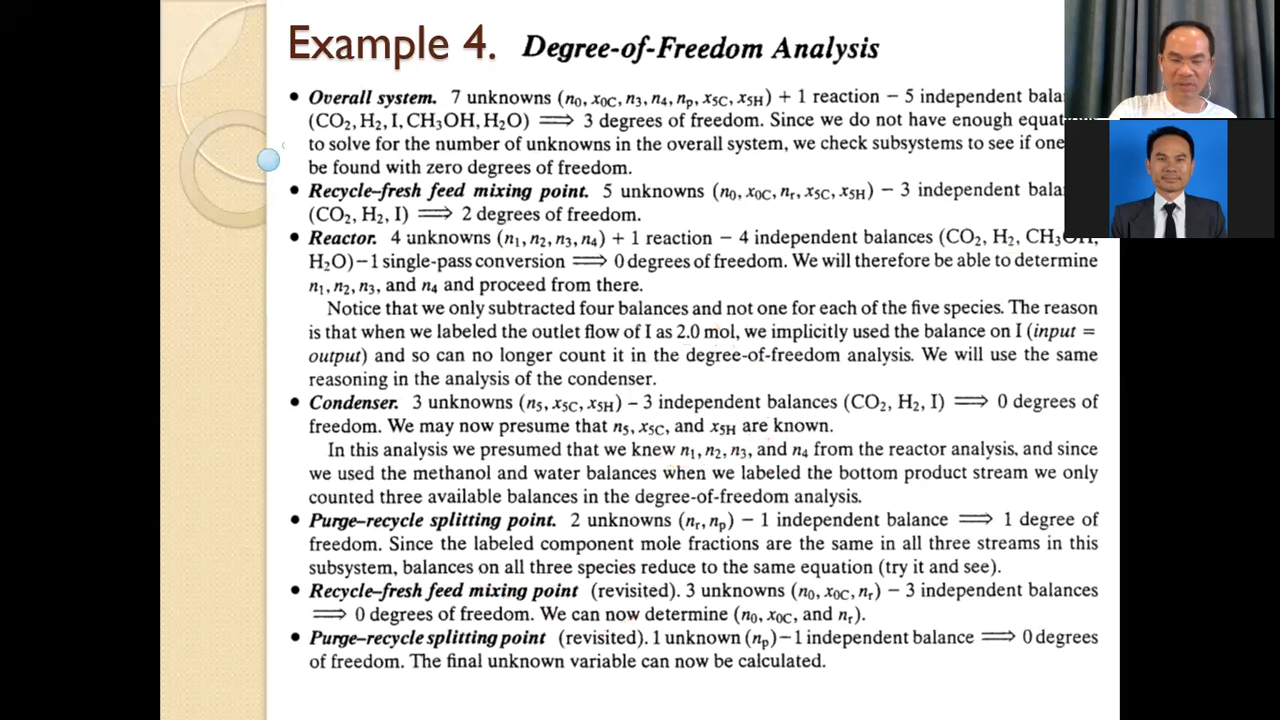 Example 4. Degree-of-Freedom Analysis
• Overall system. 7 unknowns (n₀, x₀C, n₃, n₄, nₚ, x₅C, x₅H) + 1 reaction − 5 independent
(CO₂, H₂, I, CH₃OH, H₂O) ⟹ 3 degrees of freedom. Since we do not have enough
to solve for the number of unknowns in the overall system, we check subsystems to see if one
be found with zero degrees of freedom.
• Recycle–fresh feed mixing point. 5 unknowns (n₀, x₀C, nᵣ, x₅C, x₅H) − 3 independent
(CO₂, H₂, I) ⟹ 2 degrees of freedom.
• Reactor. 4 unknowns (n₁, n₂, n₃, n₄) + 1 reaction − 4 independent balances (CO₂, H₂, CH₃OH,
H₂O) − 1 single-pass conversion ⟹ 0 degrees of freedom. We will therefore be able to determine
n₁, n₂, n₃, and n₄ and proceed from there.
Notice that we only subtracted four balances and not one for each of the five species. The reason
is that when we labeled the outlet flow of I as 2.0 mol, we implicitly used the balance on I (input =
output) and so can no longer count it in the degree-of-freedom analysis. We will use the same
reasoning in the analysis of the condenser.
• Condenser. 3 unknowns (n₅, x₅C, x₅H) − 3 independent balances (CO₂, H₂, I) ⟹ 0 degrees of
freedom. We may now presume that n₅, x₅C, and x₅H are known.
In this analysis we presumed that we knew n₁, n₂, n₃, and n₄ from the reactor analysis, and since
we used the methanol and water balances when we labeled the bottom product stream we only
counted three available balances in the degree-of-freedom analysis.
• Purge–recycle splitting point. 2 unknowns (nᵣ, nₚ) − 1 independent balance ⟹ 1 degree of
freedom. Since the labeled component mole fractions are the same in all three streams in this
subsystem, balances on all three species reduce to the same equation (try it and see).
• Recycle–fresh feed mixing point (revisited). 3 unknowns (n₀, x₀C, nᵣ) − 3 independent balances
⟹ 0 degrees of freedom. We can now determine (n₀, x₀C, and nᵣ).
• Purge–recycle splitting point (revisited). 1 unknown (nₚ) − 1 independent balance ⟹ 0 degrees
of freedom. The final unknown variable can now be calculated.